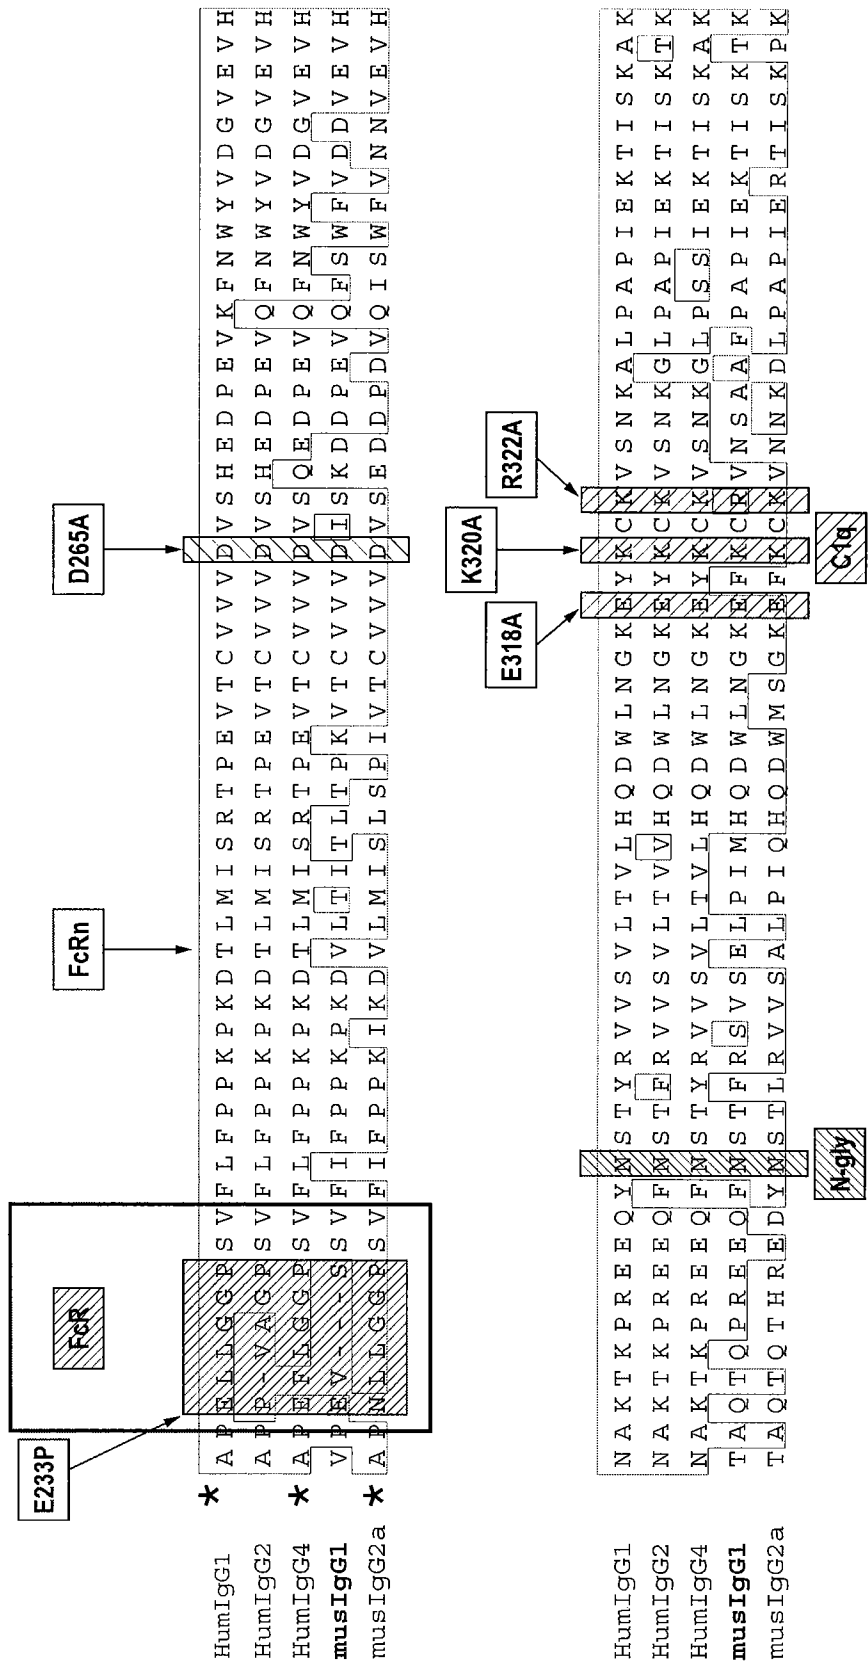 E233P
FcR
FcRn
D265A
*
HumIgG1 A P E L L G G P S V F L F P P K P K D T L M I S R T P E V T C V V V D V S H E D P E V K F N W Y V D G V E V H
HumIgG2 A P P - V A G P S V F L F P P K P K D T L M I S R T P E V T C V V V D V S H E D P E V Q F N W Y V D G V E V H
*
HumIgG4 A P E F L G G P S V F L F P P K P K D T L M I S R T P E V T C V V V D V S Q E D P E V Q F N W Y V D G V E V H
musIgG1 V P E V - - - S S V F I F P P K P K D V L T I T L T P K V T C V V V D I S K D D P E V Q F S W F V D D V E V H
*
musIgG2a A P N L L G G P S V F I F P P K I K D V L M I S L S P I V T C V V V D V S E D D P D V Q I S W F V N N V E V H
E318A
K320A
R322A
HumIgG1 N A K T K P R E E Q Y N S T Y R V V S V L T V L H Q D W L N G K E Y K C K V S N K A L P A P I E K T I S K A K
HumIgG2 N A K T K P R E E Q F N S T F R V V S V L T V V H Q D W L N G K E Y K C K V S N K G L P A P I E K T I S K T K
HumIgG4 N A K T K P R E E Q F N S T Y R V V S V L T V L H Q D W L N G K E Y K C K V S N K G L P S S I E K T I S K A K
musIgG1 T A Q T Q P R E E Q F N S T F R S V S E L P I M H Q D W L N G K E F K C R V N S A A F P A P I E K T I S K T K
musIgG2a T A Q T Q T H R E D Y N S T L R V V S A L P I Q H Q D W M S G K E F K C K V N N K D L P A P I E R T I S K P K
N-gly
C1q